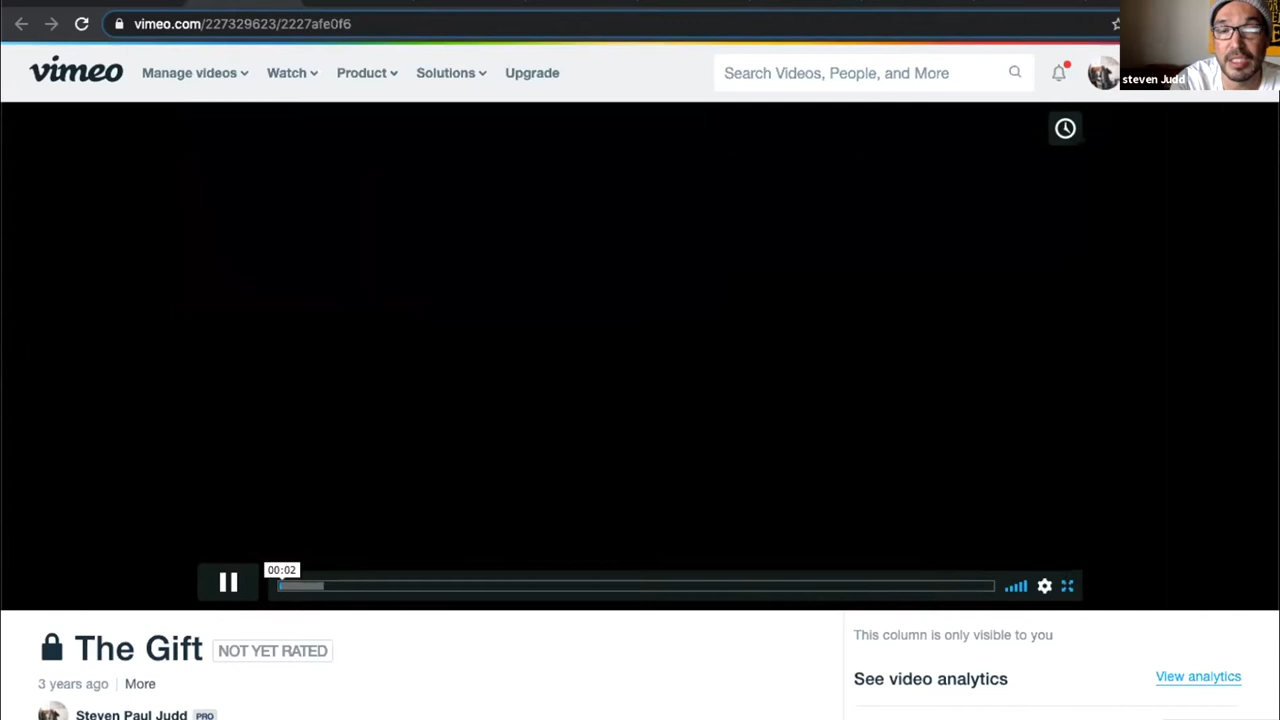 vimeo.com/227329623/2227afe0f6
vimeo
Manage videos
Watch
Product
Solutions
Upgrade
Search Videos, People, and More
steven Judd
00:02
The Gift
NOT YET RATED
3 years ago
More
Steven Paul Judd PRO
This column is only visible to you
See video analytics
View analytics